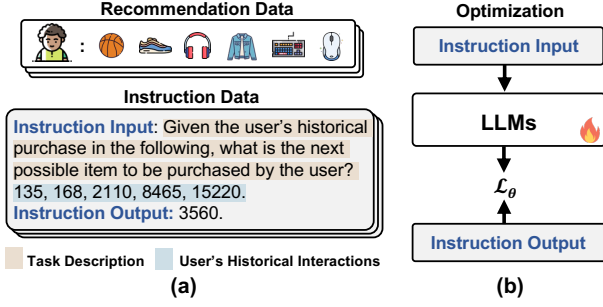 Recommendation Data
:
Instruction Data
Instruction Input: Given the user's historical
purchase in the following, what is the next
possible item to be purchased by the user?
135, 168, 2110, 8465, 15220.
Instruction Output: 3560.
Task Description
User's Historical Interactions
(a)
Optimization
Instruction Input
LLMs
ℒθ
Instruction Output
(b)